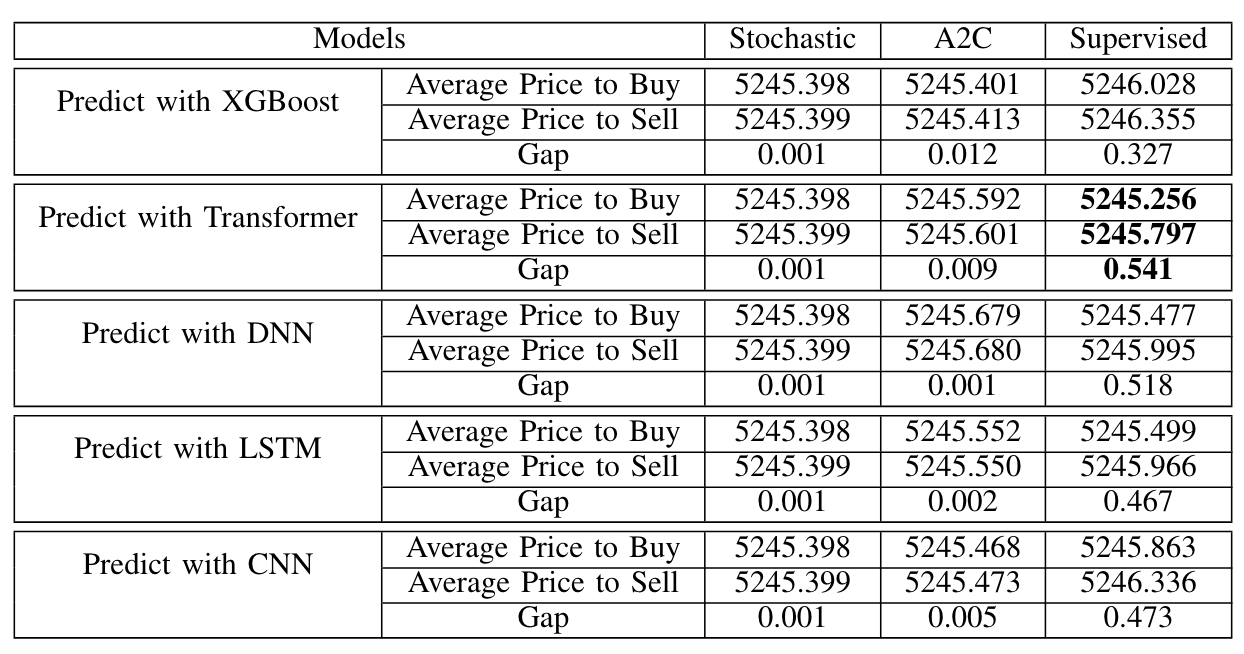 Models Stochastic A2C Supervised
Predict with XGBoost Average Price to Buy 5245.398 5245.401 5246.028
Average Price to Sell 5245.399 5245.413 5246.355
Gap 0.001 0.012 0.327
Predict with Transformer Average Price to Buy 5245.398 5245.592 5245.256
Average Price to Sell 5245.399 5245.601 5245.797
Gap 0.001 0.009 0.541
Predict with DNN Average Price to Buy 5245.398 5245.679 5245.477
Average Price to Sell 5245.399 5245.680 5245.995
Gap 0.001 0.001 0.518
Predict with LSTM Average Price to Buy 5245.398 5245.552 5245.499
Average Price to Sell 5245.399 5245.550 5245.966
Gap 0.001 0.002 0.467
Predict with CNN Average Price to Buy 5245.398 5245.468 5245.863
Average Price to Sell 5245.399 5245.473 5246.336
Gap 0.001 0.005 0.473